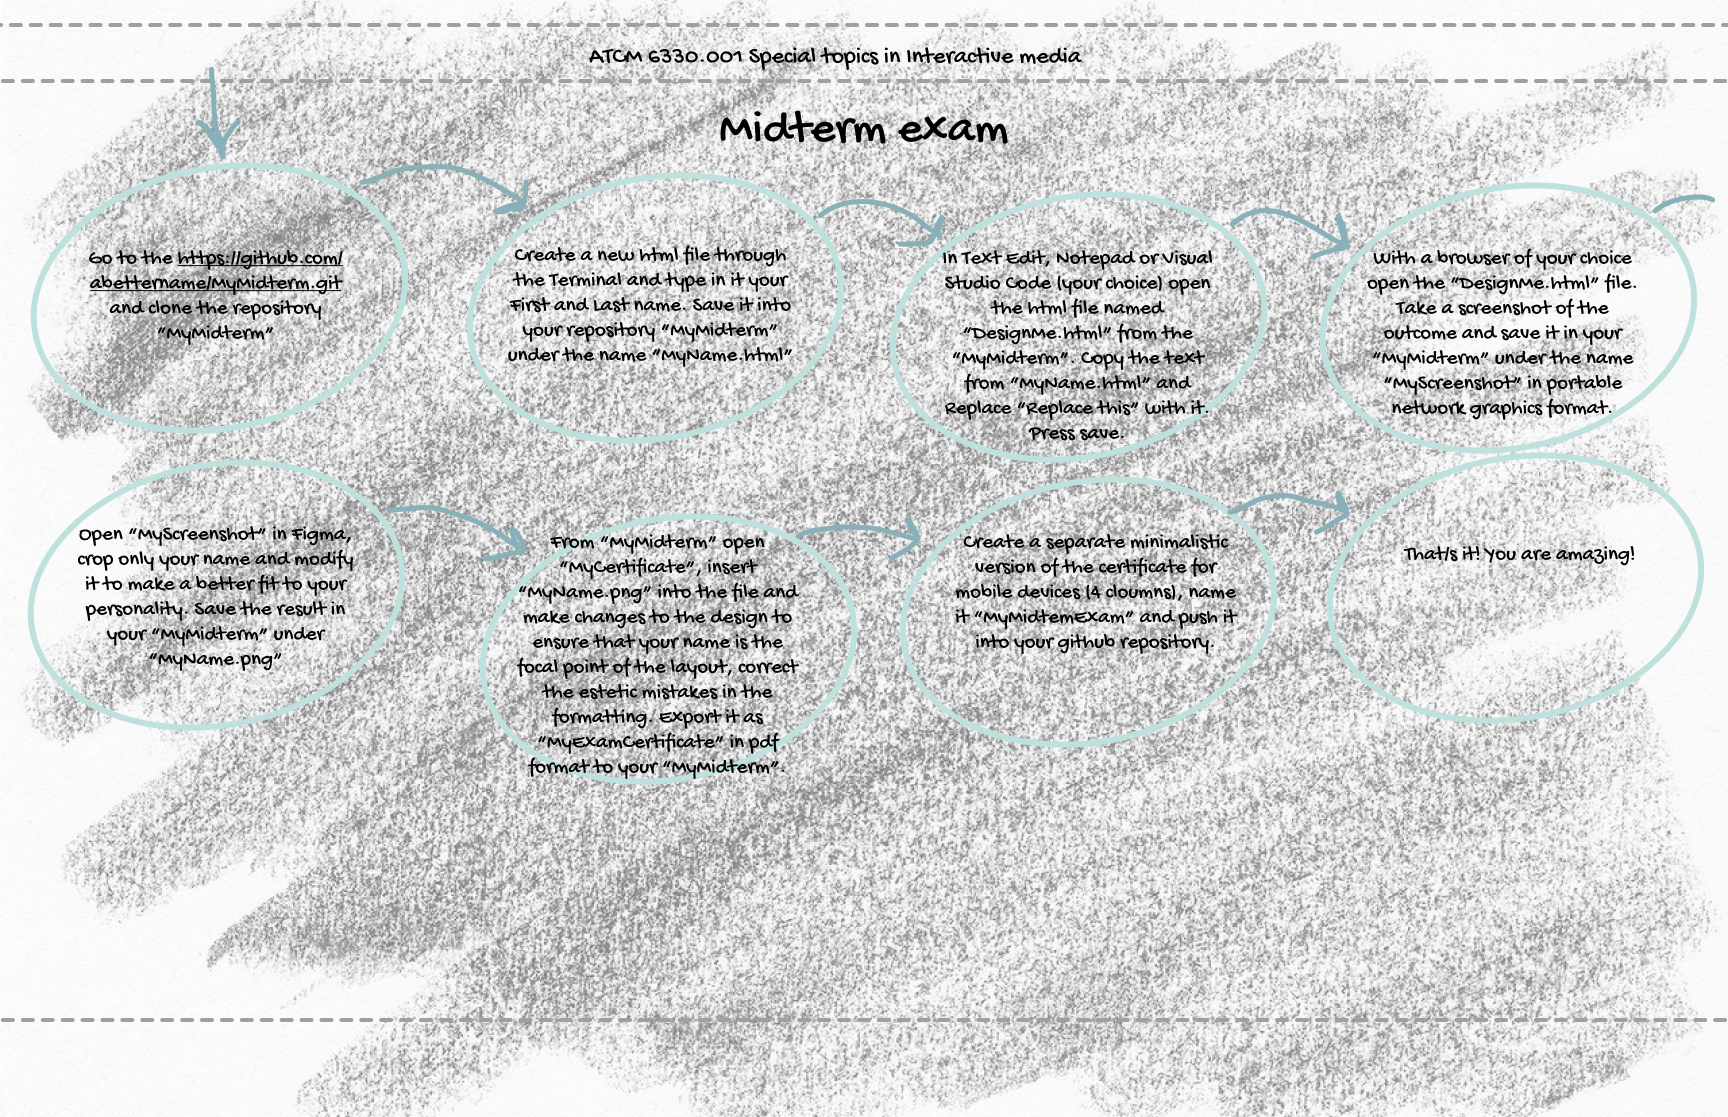 ATCM 6330.001 Special topics in Interactive media
Midterm exam
Go to the https://github.com/
abettername/MyMidterm.git
and clone the repository
“MyMidterm”
Create a new html file through
the Terminal and type in it your
First and Last name. Save it into
your repository “MyMidterm”
under the name “MyName.html”
In Text Edit, Notepad or Visual
Studio Code (your choice) open
the html file named
“DesignMe.html” from the
“MyMidterm”. Copy the text
from “MyName.html” and
Replace “Replace this” with it.
Press save.
With a browser of your choice
open the “DesignMe.html” file.
Take a screenshot of the
outcome and save it in your
“MyMidterm” under the name
“MyScreenshot” in portable
network graphics format.
Open “MyScreenshot” in Figma,
crop only your name and modify
it to make a better fit to your
personality. Save the result in
your “MyMidterm” under
“MyName.png”
From “MyMidterm” open
“MyCertificate”, insert
“MyName.png” into the file and
make changes to the design to
ensure that your name is the
focal point of the layout, correct
the estetic mistakes in the
formatting. Export it as
“MyExamCertificate” in pdf
format to your “MyMidterm”.
Create a separate minimalistic
version of the certificate for
mobile devices (4 cloumns), name
it “MyMidtemExam” and push it
into your github repository.
That/s it! You are amazing!